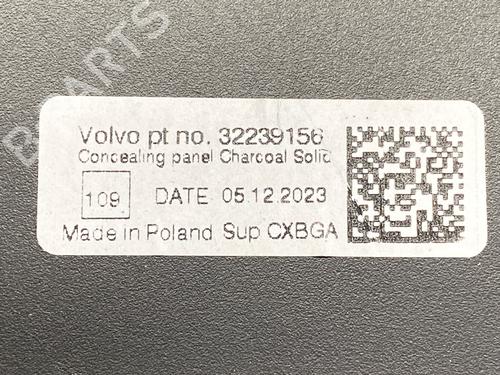 Volvo pt no. 32239156
Concealing panel Charcoal Solid
109 DATE 05.12.2023
Made in Poland Sup CXBGA